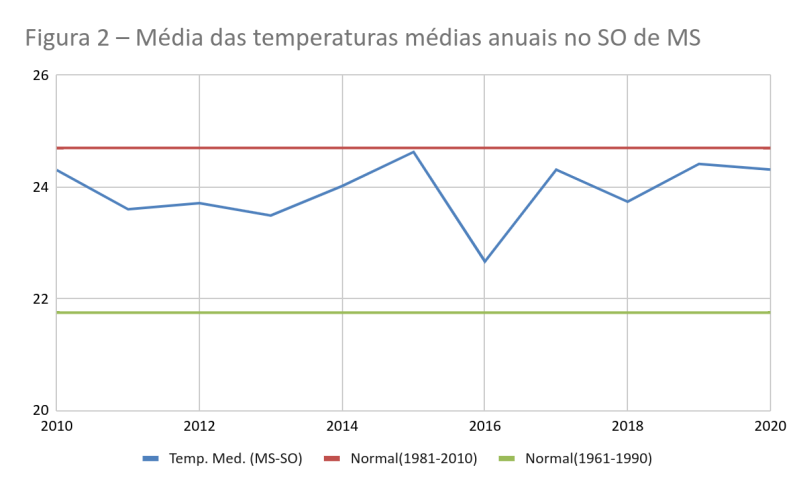 Figura 2 – Média das temperaturas médias anuais no SO de MS
26
24
22
20
2010 2012 2014 2016 2018 2020
Temp. Med. (MS-SO) Normal(1981-2010) Normal(1961-1990)